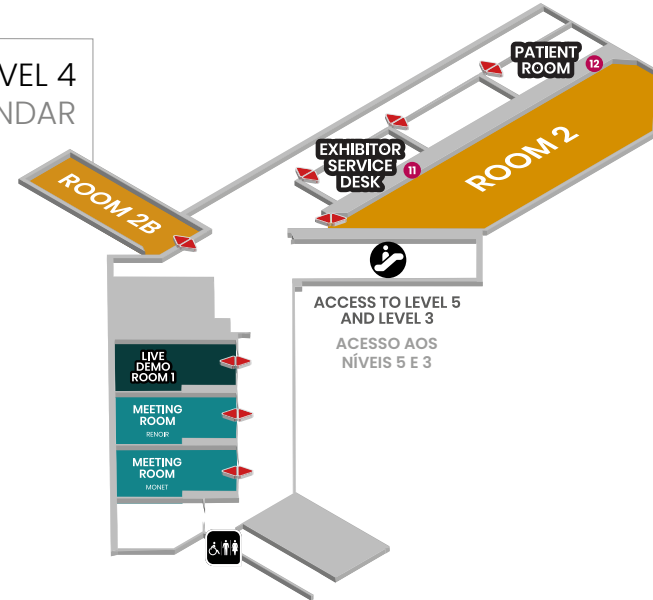 VEL 4
NDAR
PATIENT
ROOM
12
EXHIBITOR
SERVICE
DESK
11
ROOM 2
ROOM 2B
ACCESS TO LEVEL 5
AND LEVEL 3
ACESSO AOS
NÍVEIS 5 E 3
LIVE
DEMO
ROOM 1
MEETING
ROOM
RENOIR
MEETING
ROOM
MONET